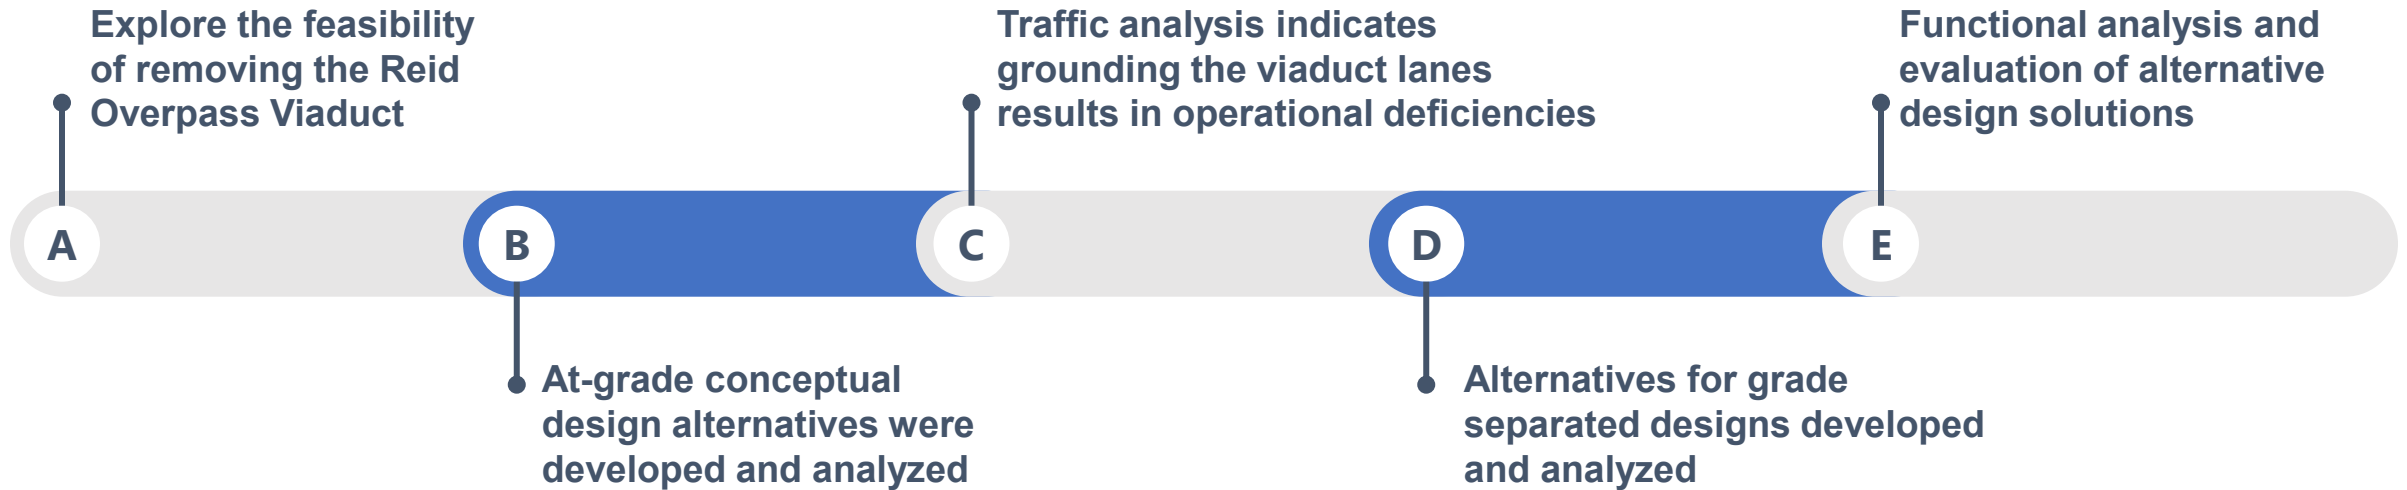 Explore the feasibility
of removing the Reid
Overpass Viaduct
Traffic analysis indicates
grounding the viaduct lanes
results in operational deficiencies
Functional analysis and
evaluation of alternative
design solutions
A
B
C
D
E
At-grade conceptual
design alternatives were
developed and analyzed
Alternatives for grade
separated designs developed
and analyzed